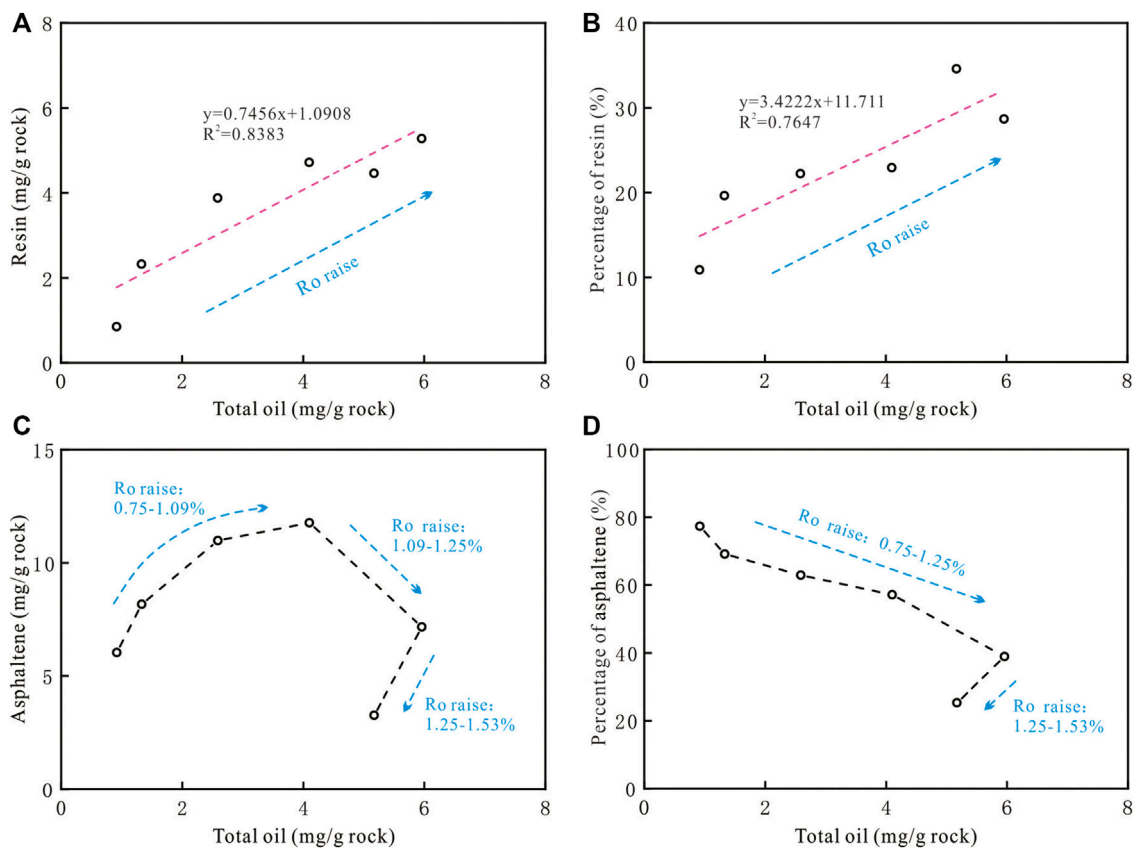 A
8
6
4
2
0
Resin (mg/g rock)
y=0.7456x+1.0908
R²=0.8383
Ro raise
0 2 4 6 8
Total oil (mg/g rock)
B
40
30
20
10
0
Percentage of resin (%)
y=3.4222x+11.711
R²=0.7647
Ro raise
0 2 4 6 8
Total oil (mg/g rock)
C
15
10
5
0
Asphaltene (mg/g rock)
Ro raise:
0.75-1.09%
Ro raise:
1.09-1.25%
Ro raise:
1.25-1.53%
0 2 4 6 8
Total oil (mg/g rock)
D
100
80
60
40
20
0
Percentage of asphaltene (%)
Ro raise: 0.75-1.25%
Ro raise:
1.25-1.53%
0 2 4 6 8
Total oil (mg/g rock)